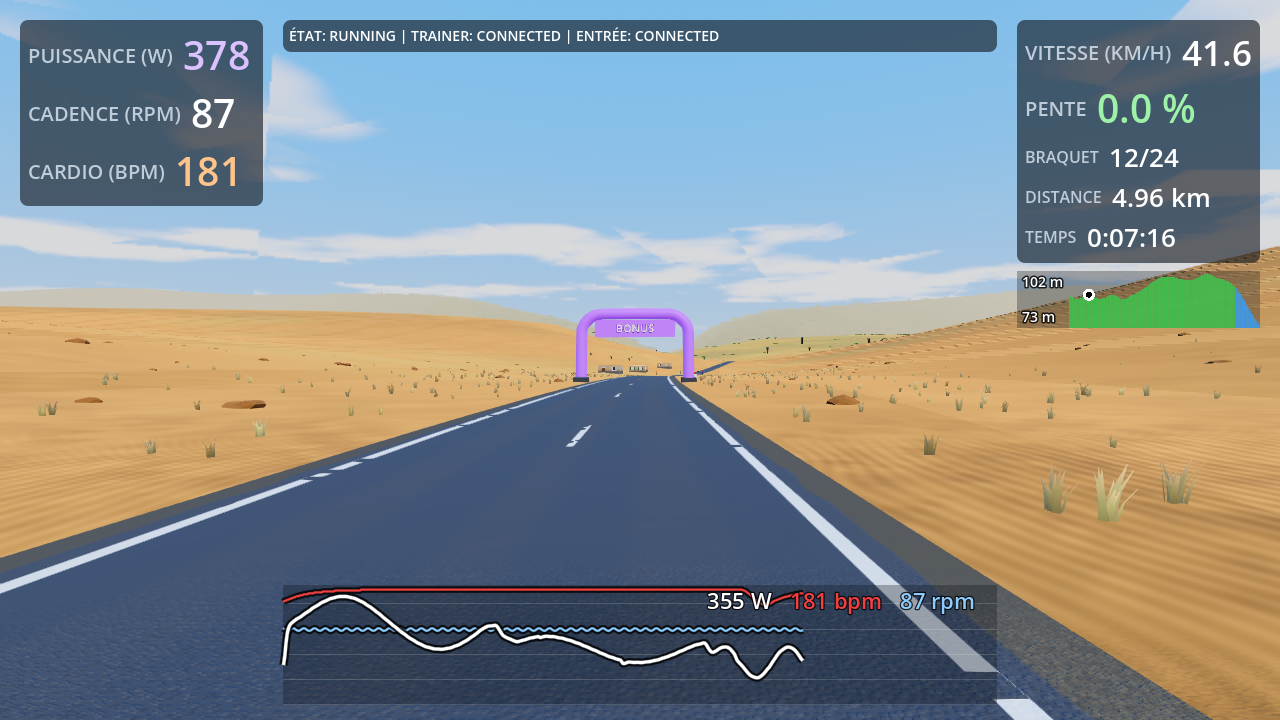 PUISSANCE (W) 378
CADENCE (RPM) 87
CARDIO (BPM) 181
ÉTAT: RUNNING | TRAINER: CONNECTED | ENTRÉE: CONNECTED
VITESSE (KM/H) 41.6
PENTE 0.0 %
BRAQUET 12/24
DISTANCE 4.96 km
TEMPS 0:07:16
102 m
73 m
BONUS
355 W 181 bpm 87 rpm